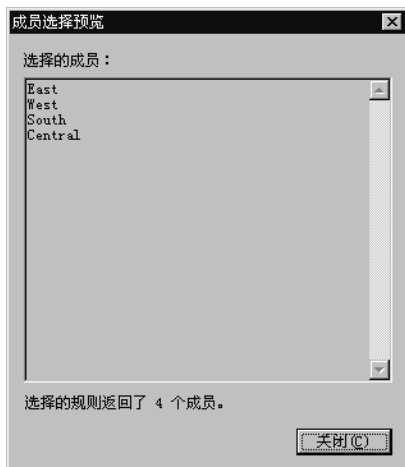 成员选择预览
选择的成员：
East
West
South
Central
选择的规则返回了 4 个成员。
关闭(C)